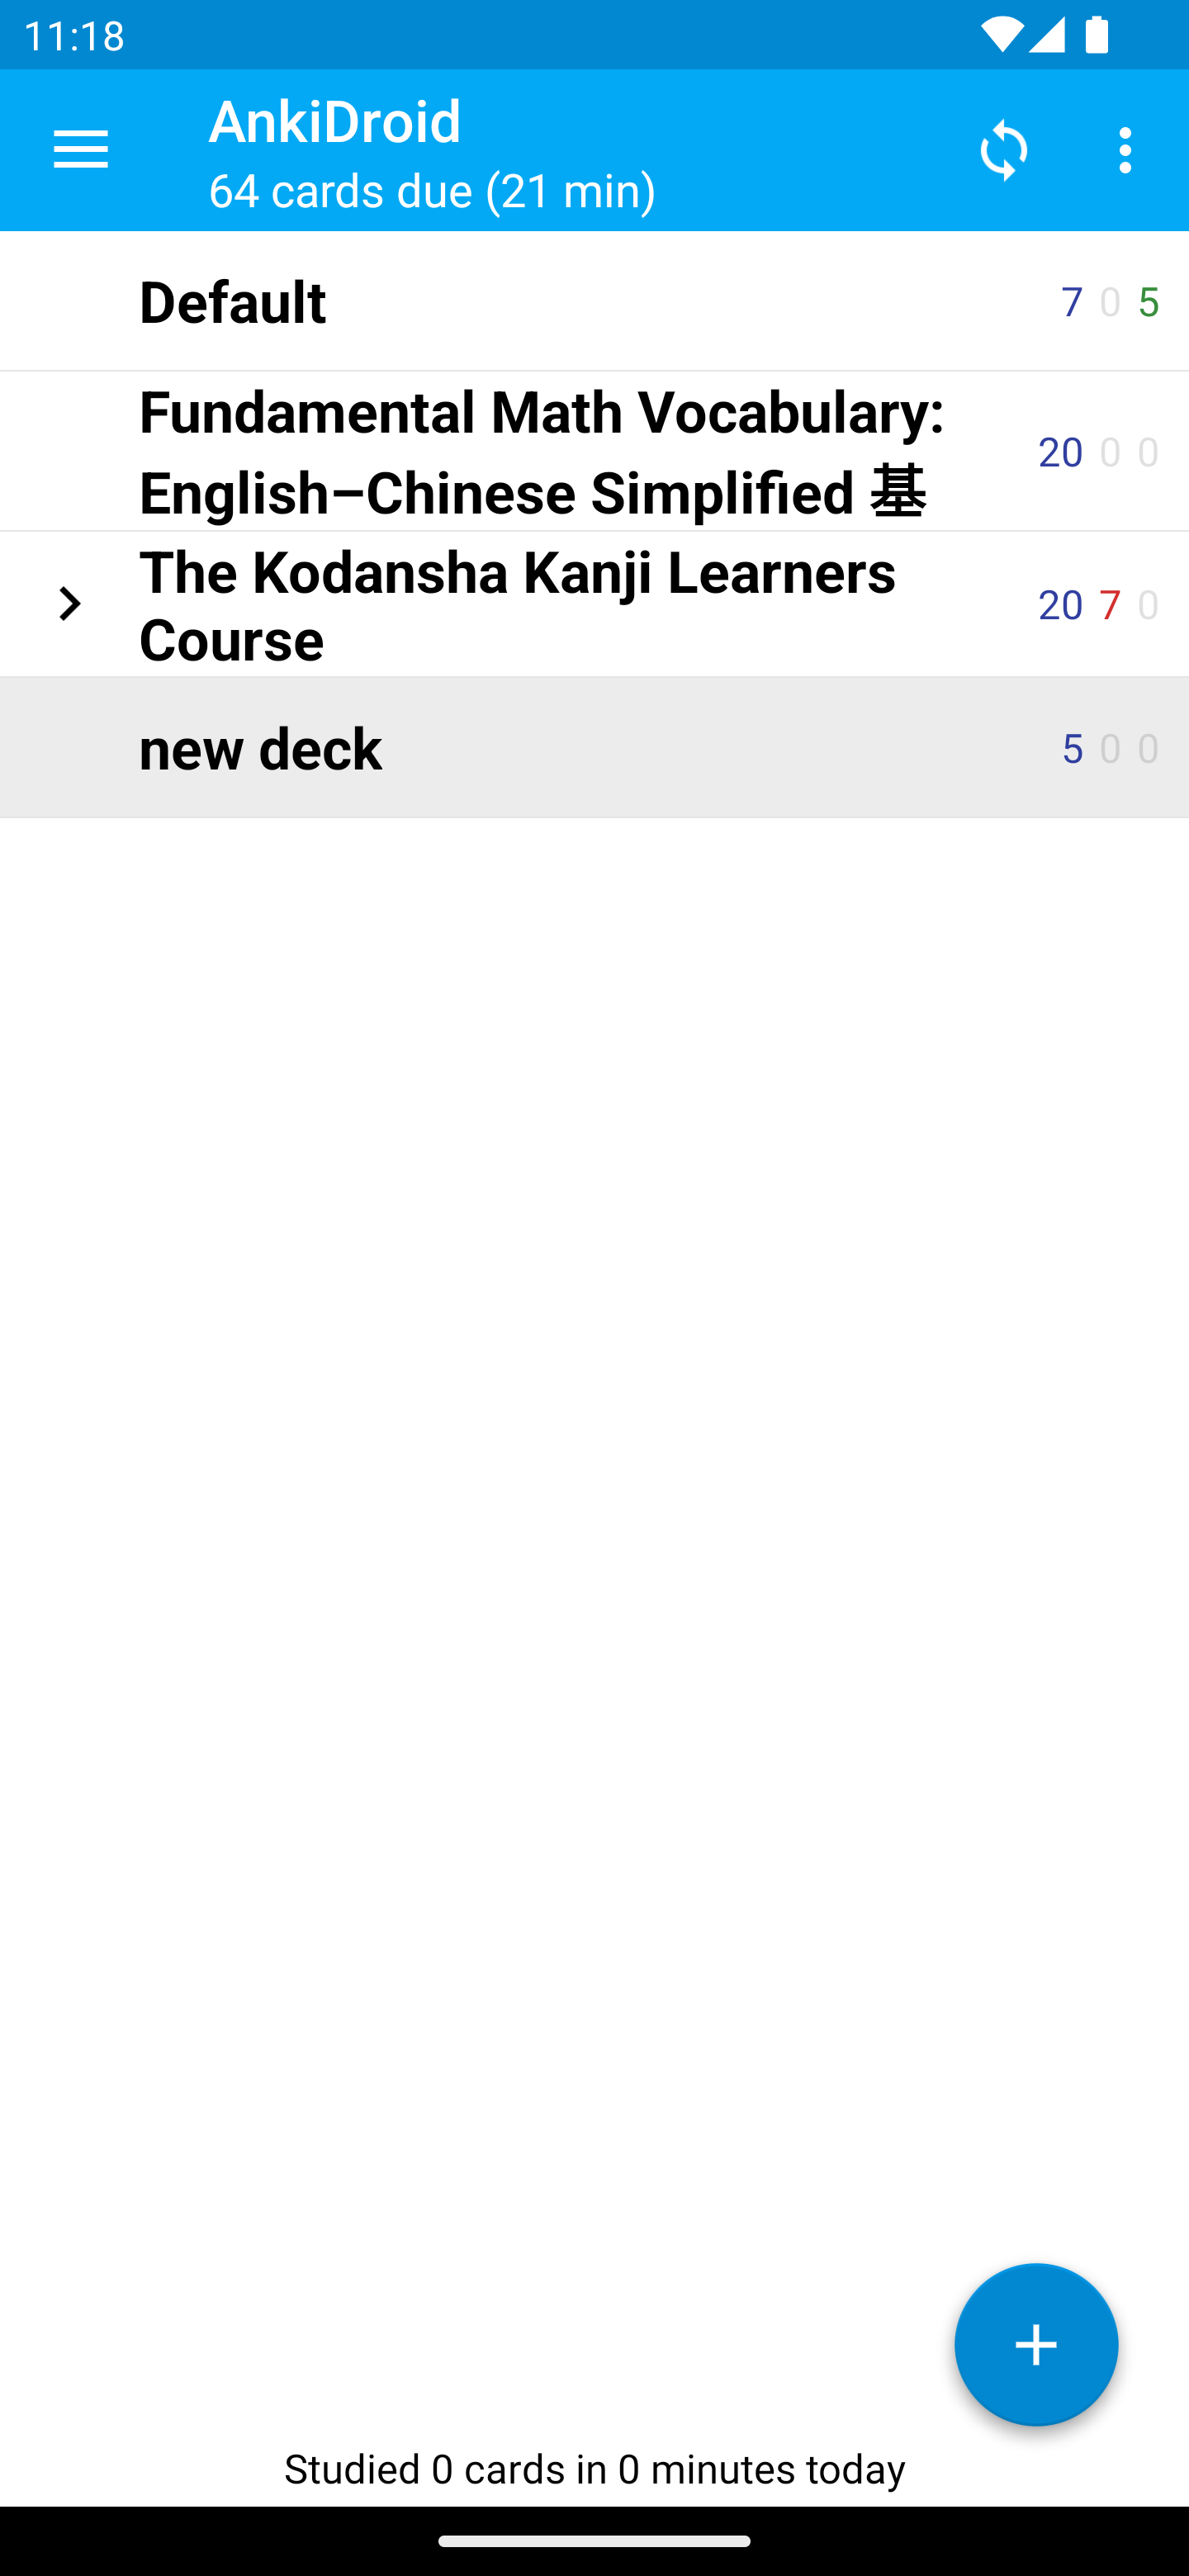 11:18
AnkiDroid
64 cards due (21 min)
Default 7 0 5
Fundamental Math Vocabulary:
English–Chinese Simplified 基 20 0 0
The Kodansha Kanji Learners
Course 20 7 0
new deck 5 0 0
Studied 0 cards in 0 minutes today